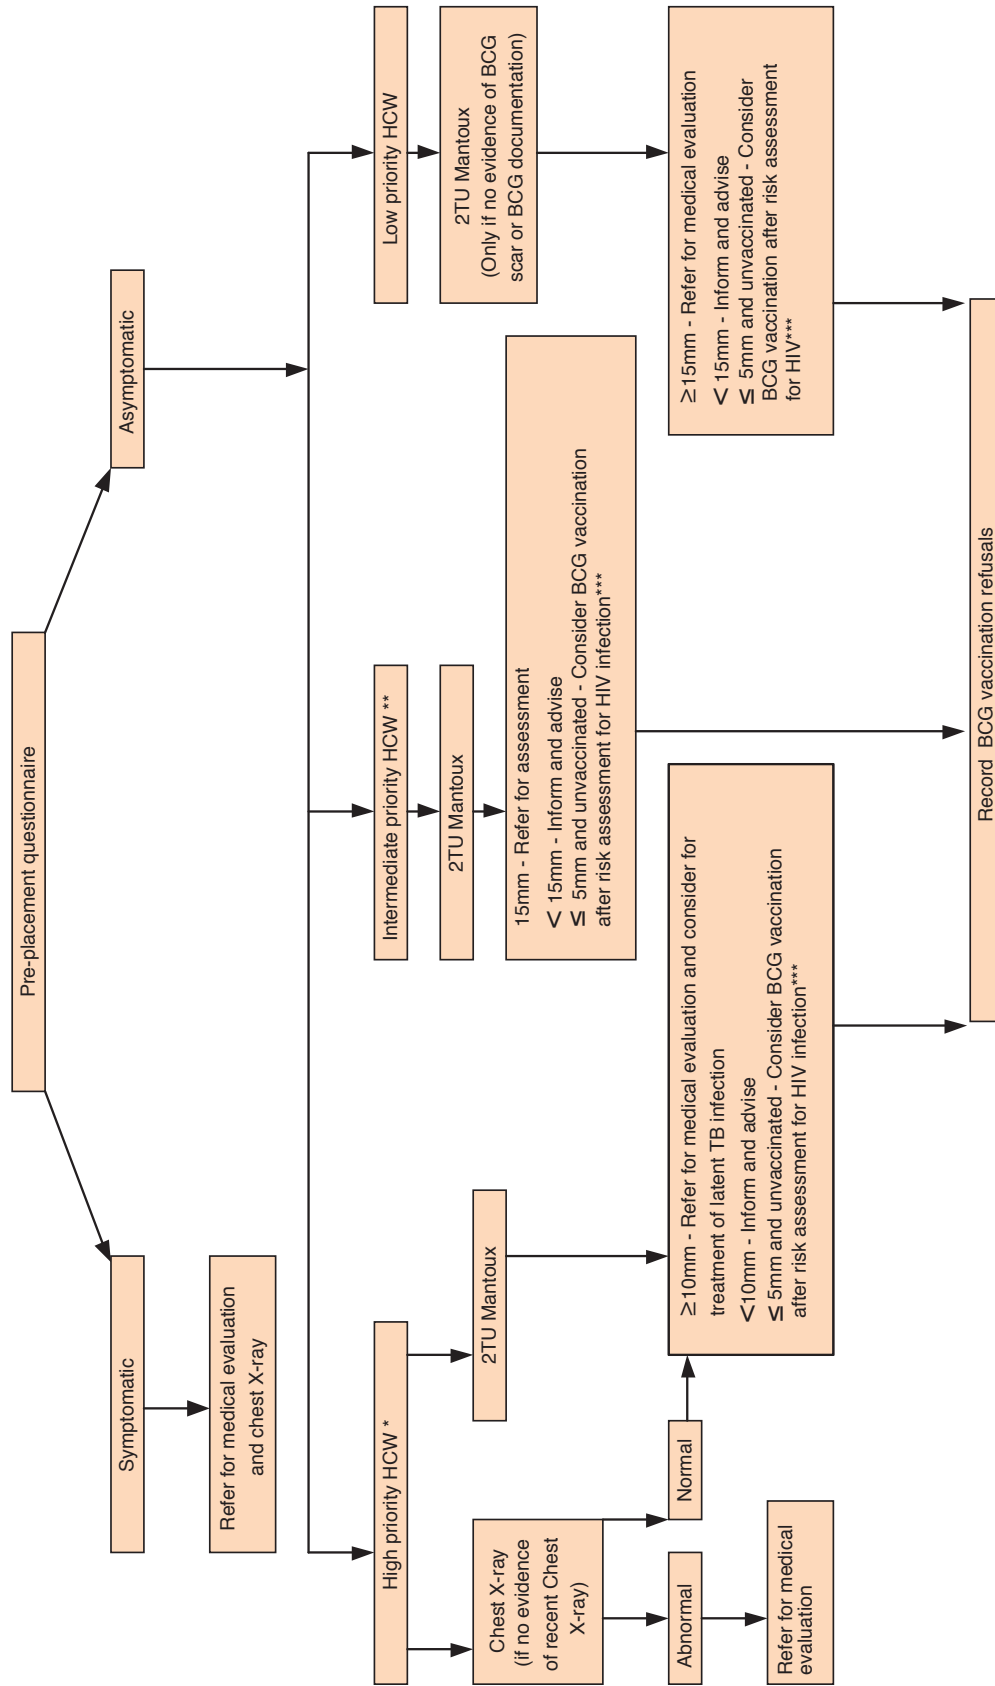 Pre-placement questionnaire
Symptomatic
Asymptomatic
Refer for medical evaluation
and chest X-ray
High priority HCW *
Intermediate priority HCW **
Low priority HCW
Chest X-ray
(if no evidence
of recent Chest
X-ray)
2TU Mantoux
2TU Mantoux
2TU Mantoux
(Only if no evidence of BCG
scar or BCG documentation)
15mm - Refer for assessment
< 15mm - Inform and advise
≤ 5mm and unvaccinated - Consider BCG vaccination
after risk assessment for HIV infection***
Abnormal
Normal
≥10mm - Refer for medical evaluation and consider for
treatment of latent TB infection
<10mm - Inform and advise
≤ 5mm and unvaccinated - Consider BCG vaccination
after risk assessment for HIV infection***
≥15mm - Refer for medical evaluation
< 15mm - Inform and advise
≤ 5mm and unvaccinated - Consider
BCG vaccination after risk assessment
for HIV***
Refer for medical
evaluation
Record BCG vaccination refusals